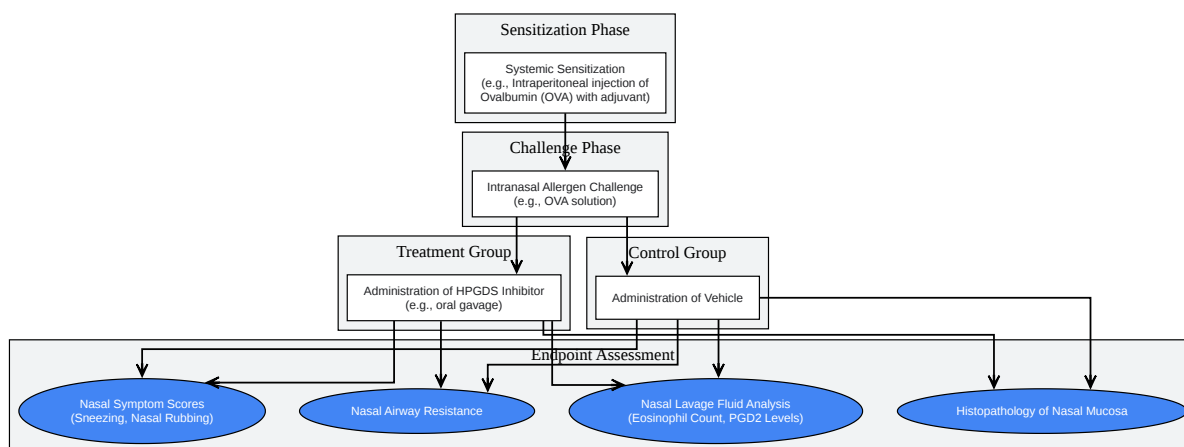 Sensitization Phase
Systemic Sensitization
(e.g., Intraperitoneal injection of
Ovalbumin (OVA) with adjuvant)
Challenge Phase
Intranasal Allergen Challenge
(e.g., OVA solution)
Treatment Group
Control Group
Administration of HPGDS Inhibitor
(e.g., oral gavage)
Administration of Vehicle
Endpoint Assessment
Nasal Symptom Scores
(Sneezing, Nasal Rubbing)
Nasal Airway Resistance
Nasal Lavage Fluid Analysis
(Eosinophil Count, PGD2 Levels)
Histopathology of Nasal Mucosa